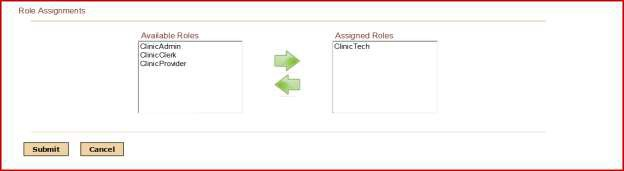 Role Assignments
Available Roles
ClinicAdmin
ClinicClerk
ClinicProvider
Assigned Roles
ClinicTech
Submit
Cancel